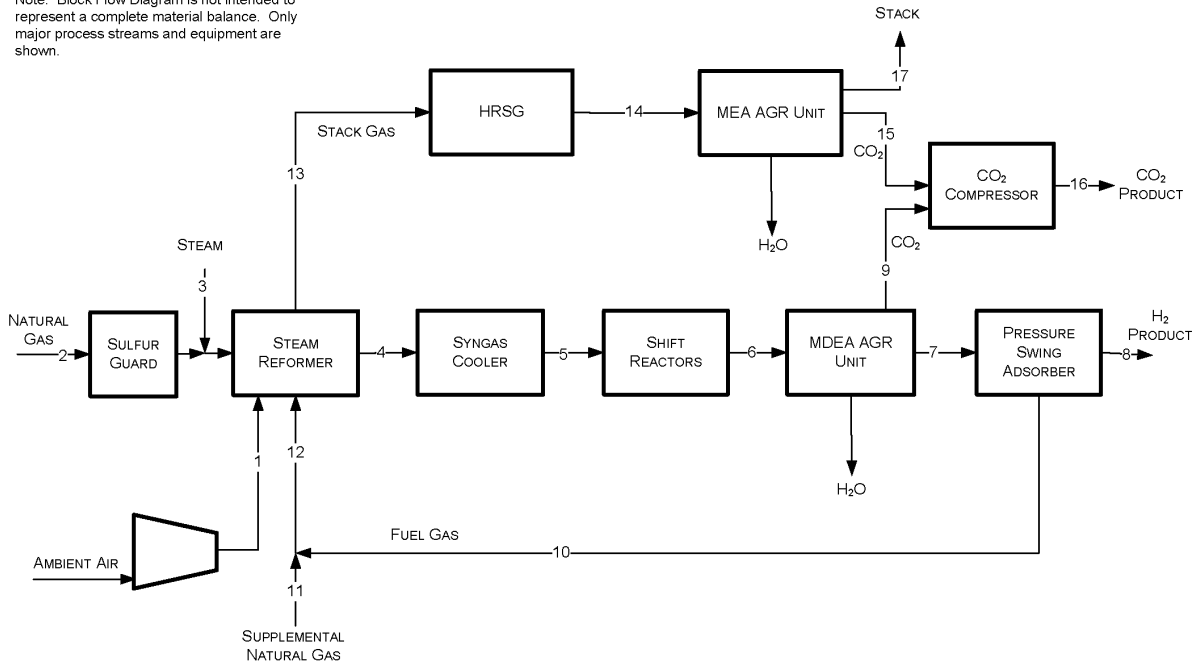 Note: Block Flow Diagram is not intended to
represent a complete material balance. Only
major process streams and equipment are
shown.
STACK
17
HRSG
14
MEA AGR UNIT
STACK GAS
15
CO₂
13
CO₂
COMPRESSOR
16
CO₂
PRODUCT
H₂O
CO₂
9
STEAM
3
NATURAL
GAS
2
SULFUR
GUARD
STEAM
REFORMER
4
SYNGAS
COOLER
5
SHIFT
REACTORS
6
MDEA AGR
UNIT
7
PRESSURE
SWING
ADSORBER
8
H₂
PRODUCT
1
12
H₂O
FUEL GAS
10
AMBIENT AIR
11
SUPPLEMENTAL
NATURAL GAS